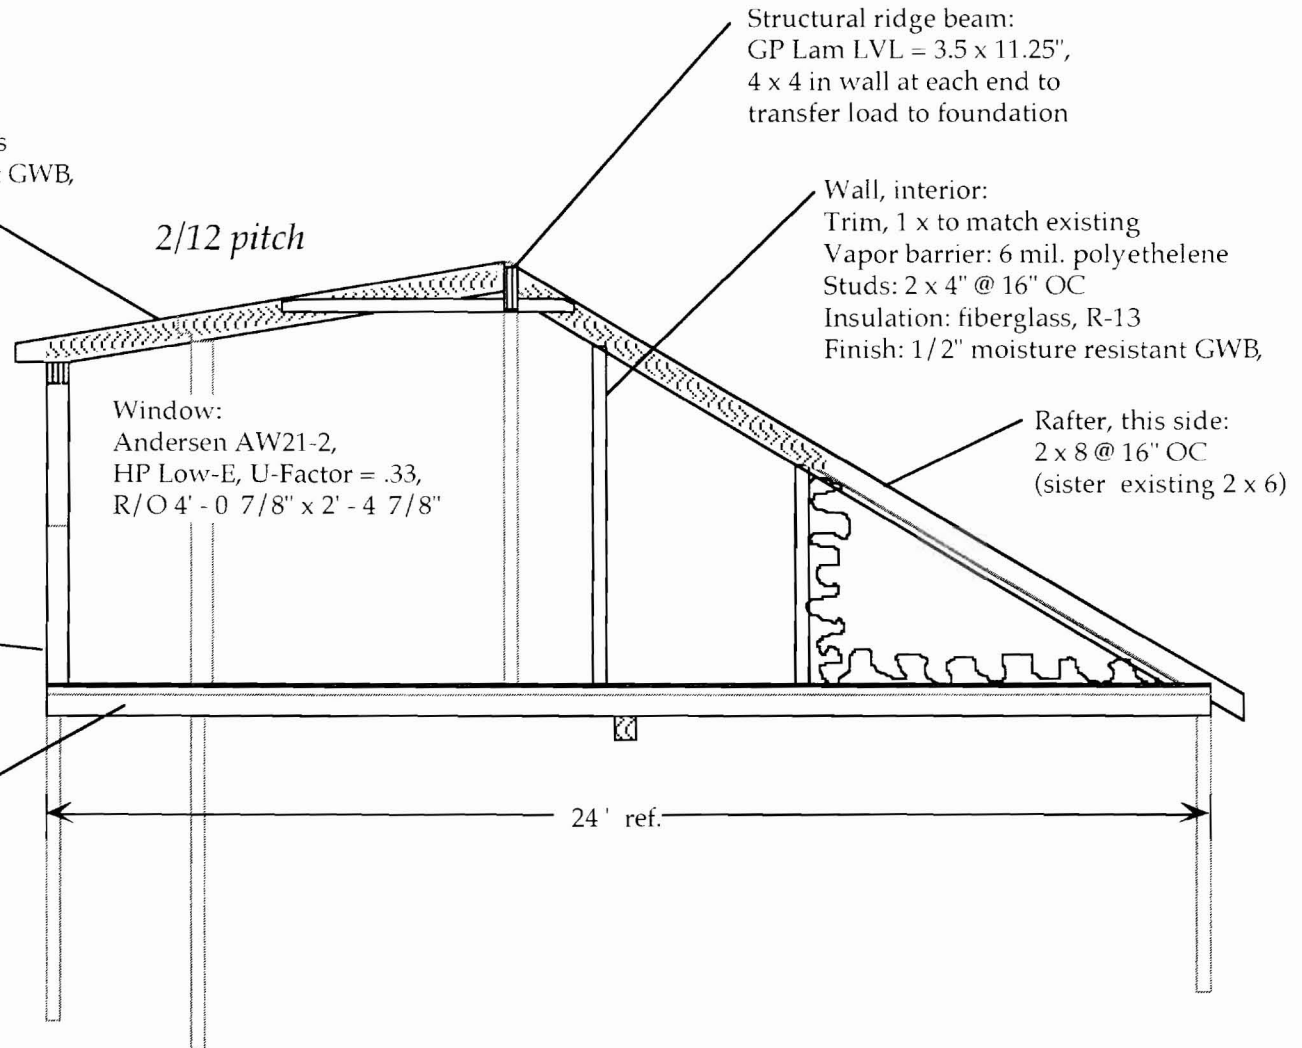 Structural ridge beam:
GP Lam LVL = 3.5 x 11.25",
4 x 4 in wall at each end to
transfer load to foundation
s
GWB,
2/12 pitch
Wall, interior:
Trim, 1 x to match existing
Vapor barrier: 6 mil. polyethelene
Studs: 2 x 4" @ 16" OC
Insulation: fiberglass, R-13
Finish: 1/2" moisture resistant GWB,
Window:
Andersen AW21-2,
HP Low-E, U-Factor = .33,
R/O 4' - 0 7/8" x 2' - 4 7/8"
Rafter, this side:
2 x 8 @ 16" OC
(sister existing 2 x 6)
24 ' ref.